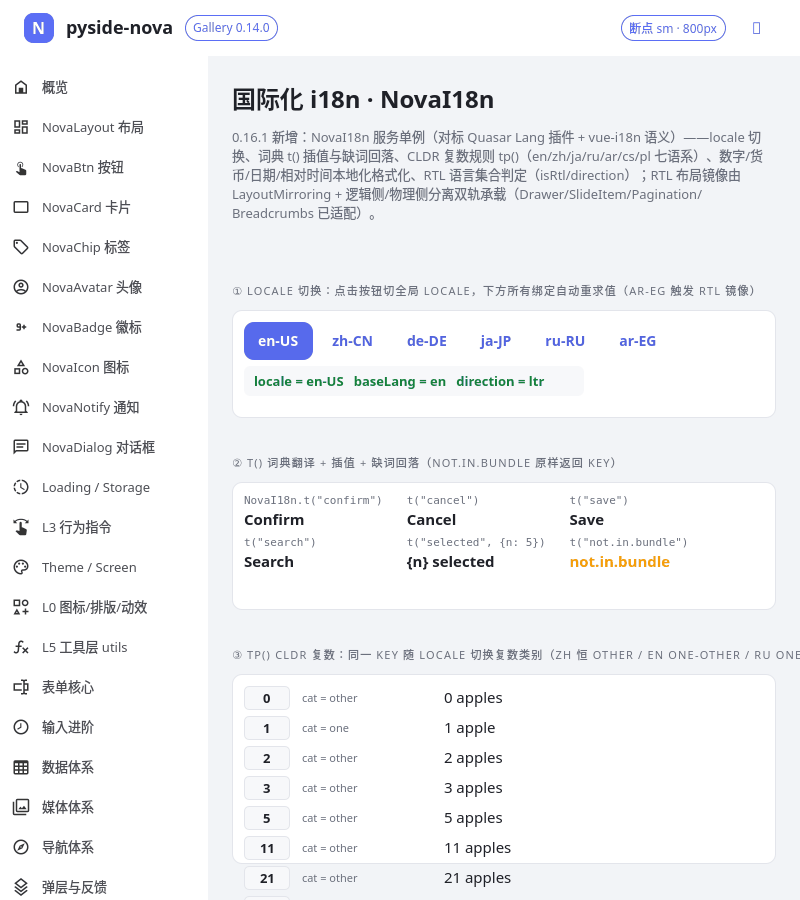 N pyside-nova Gallery 0.14.0 断点 sm · 800px
概览
NovaLayout 布局
NovaBtn 按钮
NovaCard 卡片
NovaChip 标签
NovaAvatar 头像
9+ NovaBadge 徽标
NovaIcon 图标
NovaNotify 通知
NovaDialog 对话框
Loading / Storage
L3 行为指令
Theme / Screen
L0 图标/排版/动效
L5 工具层 utils
表单核心
输入进阶
数据体系
媒体体系
导航体系
弹层与反馈
国际化 i18n · NovaI18n
0.16.1 新增：NovaI18n 服务单例（对标 Quasar Lang 插件 + vue-i18n 语义）——locale 切
换、词典 t() 插值与缺词回落、CLDR 复数规则 tp()（en/zh/ja/ru/ar/cs/pl 七语系）、数字/货
币/日期/相对时间本地化格式化、RTL 语言集合判定（isRtl/direction）；RTL 布局镜像由
LayoutMirroring + 逻辑侧/物理侧分离双轨承载（Drawer/SlideItem/Pagination/
Breadcrumbs 已适配）。
① LOCALE 切换：点击按钮切全局 LOCALE，下方所有绑定自动重求值（AR-EG 触发 RTL 镜像）
en-US zh-CN de-DE ja-JP ru-RU ar-EG
locale = en-US baseLang = en direction = ltr
② T() 词典翻译 + 插值 + 缺词回落（NOT.IN.BUNDLE 原样返回 KEY）
NovaI18n.t("confirm") t("cancel") t("save")
Confirm Cancel Save
t("search") t("selected", {n: 5}) t("not.in.bundle")
Search {n} selected not.in.bundle
③ TP() CLDR 复数：同一 KEY 随 LOCALE 切换复数类别（ZH 恒 OTHER / EN ONE-OTHER / RU ONE
0 cat = other 0 apples
1 cat = one 1 apple
2 cat = other 2 apples
3 cat = other 3 apples
5 cat = other 5 apples
11 cat = other 11 apples
21 cat = other 21 apples